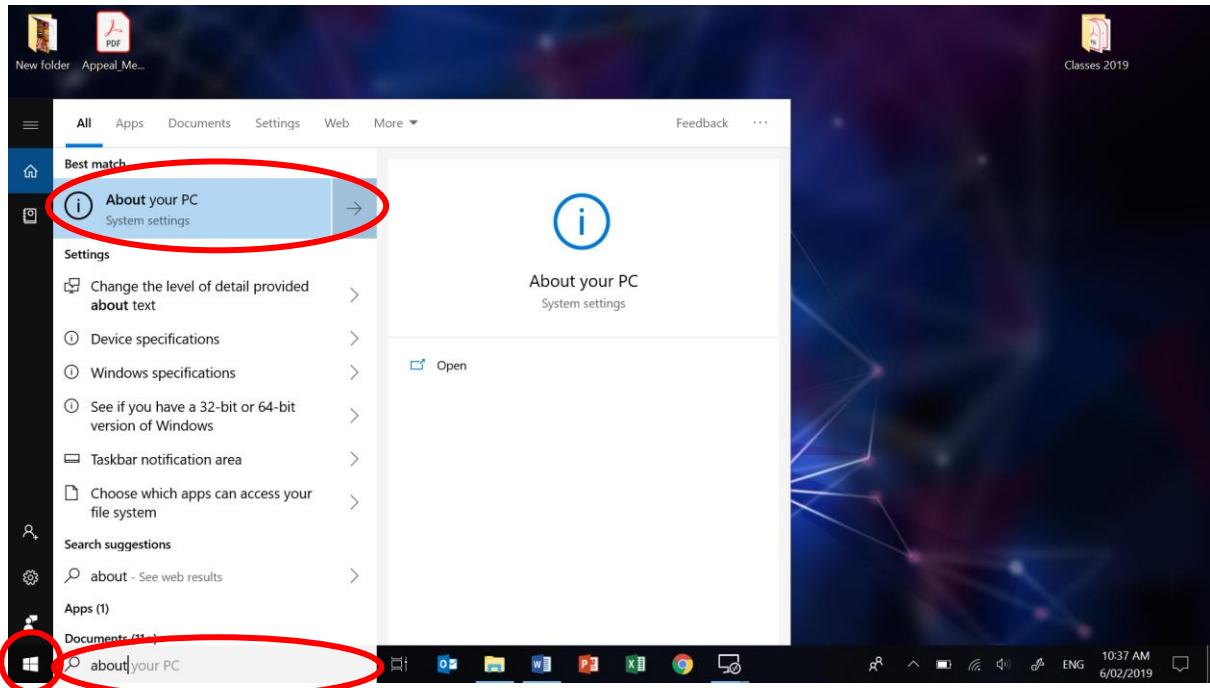 New folder
Appeal_Me...
PDF
Classes 2019
All Apps Documents Settings Web More Feedback ...
Best match
About your PC
System settings
Settings
Change the level of detail provided
about text
Device specifications
Windows specifications
See if you have a 32-bit or 64-bit
version of Windows
Taskbar notification area
Choose which apps can access your
file system
Search suggestions
about - See web results
Apps (1)
Documents (11+)
About your PC
System settings
Open
about your PC
ENG
10:37 AM
6/02/2019